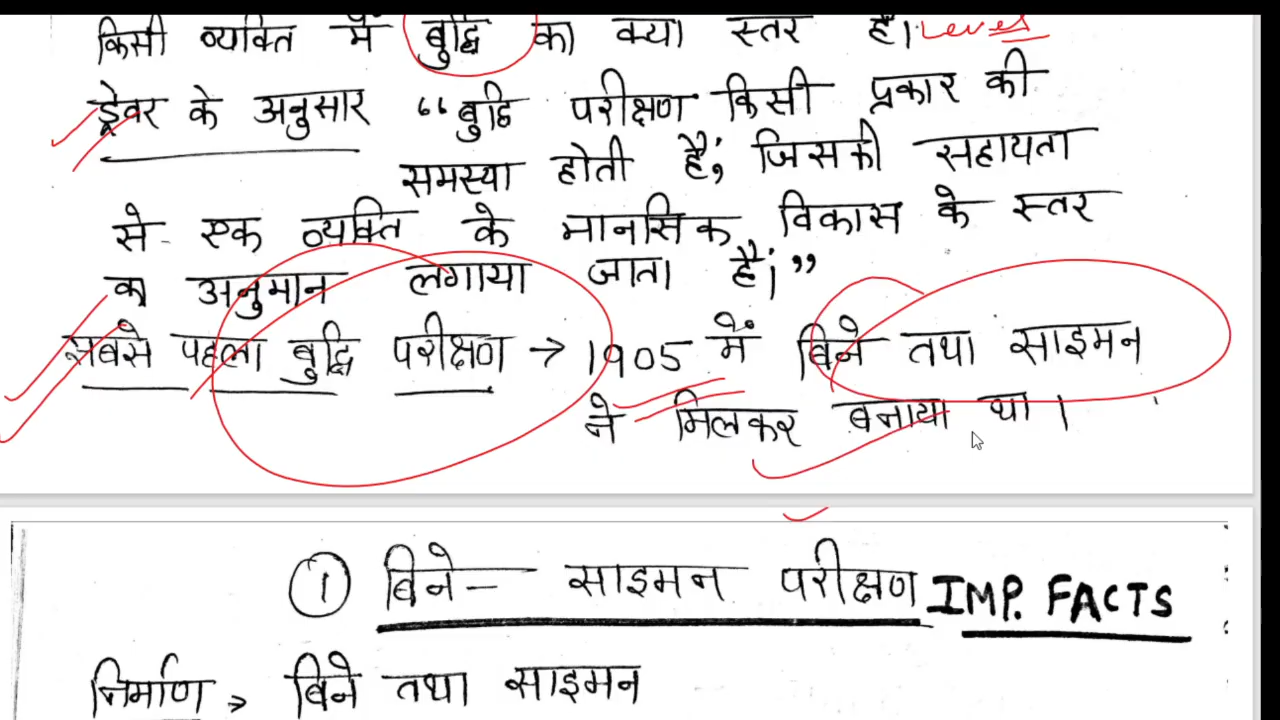 किसी व्यक्ति में बुद्धि का क्या स्तर है। Level
ड्रेवर के अनुसार “बुद्धि परीक्षण किसी प्रकार की
समस्या होती है; जिसकी सहायता
से एक व्यक्ति के मानसिक विकास के स्तर
का अनुमान लगाया जाता है।”
सबसे पहला बुद्धि परीक्षण → 1905 में बिने तथा साइमन
ने मिलकर बनाया था।
① बिने- साइमन परीक्षण IMP. FACTS
निर्माण → बिने तथा साइमन